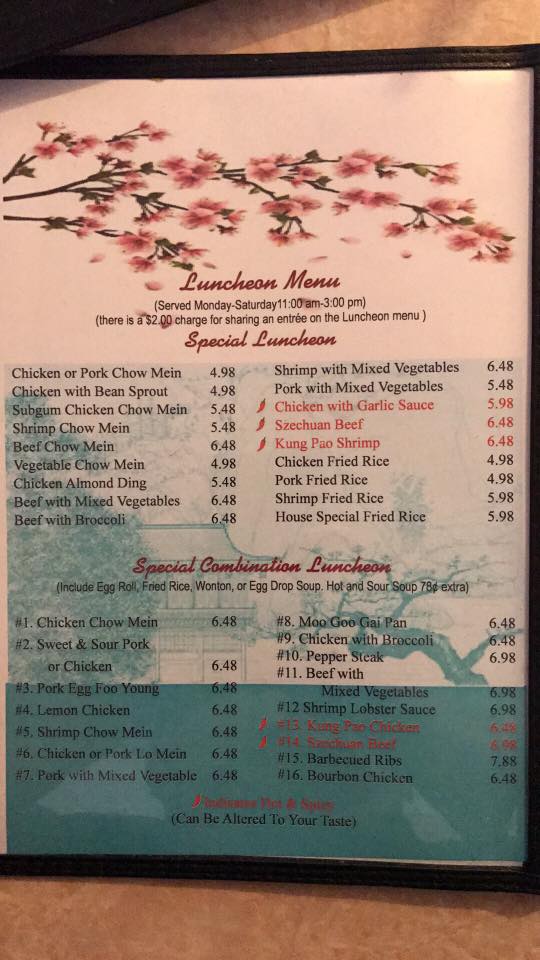 Luncheon Menu
(Served Monday-Saturday11:00 am-3:00 pm)
(there is a $2.00 charge for sharing an entrée on the Luncheon menu )
Special Luncheon
Chicken or Pork Chow Mein 4.98
Chicken with Bean Sprout 4.98
Subgum Chicken Chow Mein 5.48
Shrimp Chow Mein 5.48
Beef Chow Mein 6.48
Vegetable Chow Mein 4.98
Chicken Almond Ding 5.48
Beef with Mixed Vegetables 6.48
Beef with Broccoli 6.48
Shrimp with Mixed Vegetables 6.48
Pork with Mixed Vegetables 5.48
Chicken with Garlic Sauce 5.98
Szechuan Beef 6.48
Kung Pao Shrimp 6.48
Chicken Fried Rice 4.98
Pork Fried Rice 4.98
Shrimp Fried Rice 5.98
House Special Fried Rice 5.98
Special Combination Luncheon
(Include Egg Roll, Fried Rice, Wonton, or Egg Drop Soup. Hot and Sour Soup 78¢ extra)
#1. Chicken Chow Mein 6.48
#2. Sweet & Sour Pork
or Chicken 6.48
#3. Pork Egg Foo Young 6.48
#4. Lemon Chicken 6.48
#5. Shrimp Chow Mein 6.48
#6. Chicken or Pork Lo Mein 6.48
#7. Pork with Mixed Vegetable 6.48
#8. Moo Goo Gai Pan 6.48
#9. Chicken with Broccoli 6.48
#10. Pepper Steak 6.98
#11. Beef with
Mixed Vegetables 6.98
#12 Shrimp Lobster Sauce 6.98
#13. Kung Pao Chicken 6.48
#14. Szechuan Beef 6.98
#15. Barbecued Ribs 7.88
#16. Bourbon Chicken 6.48
Indicates Hot & Spicy
(Can Be Altered To Your Taste)